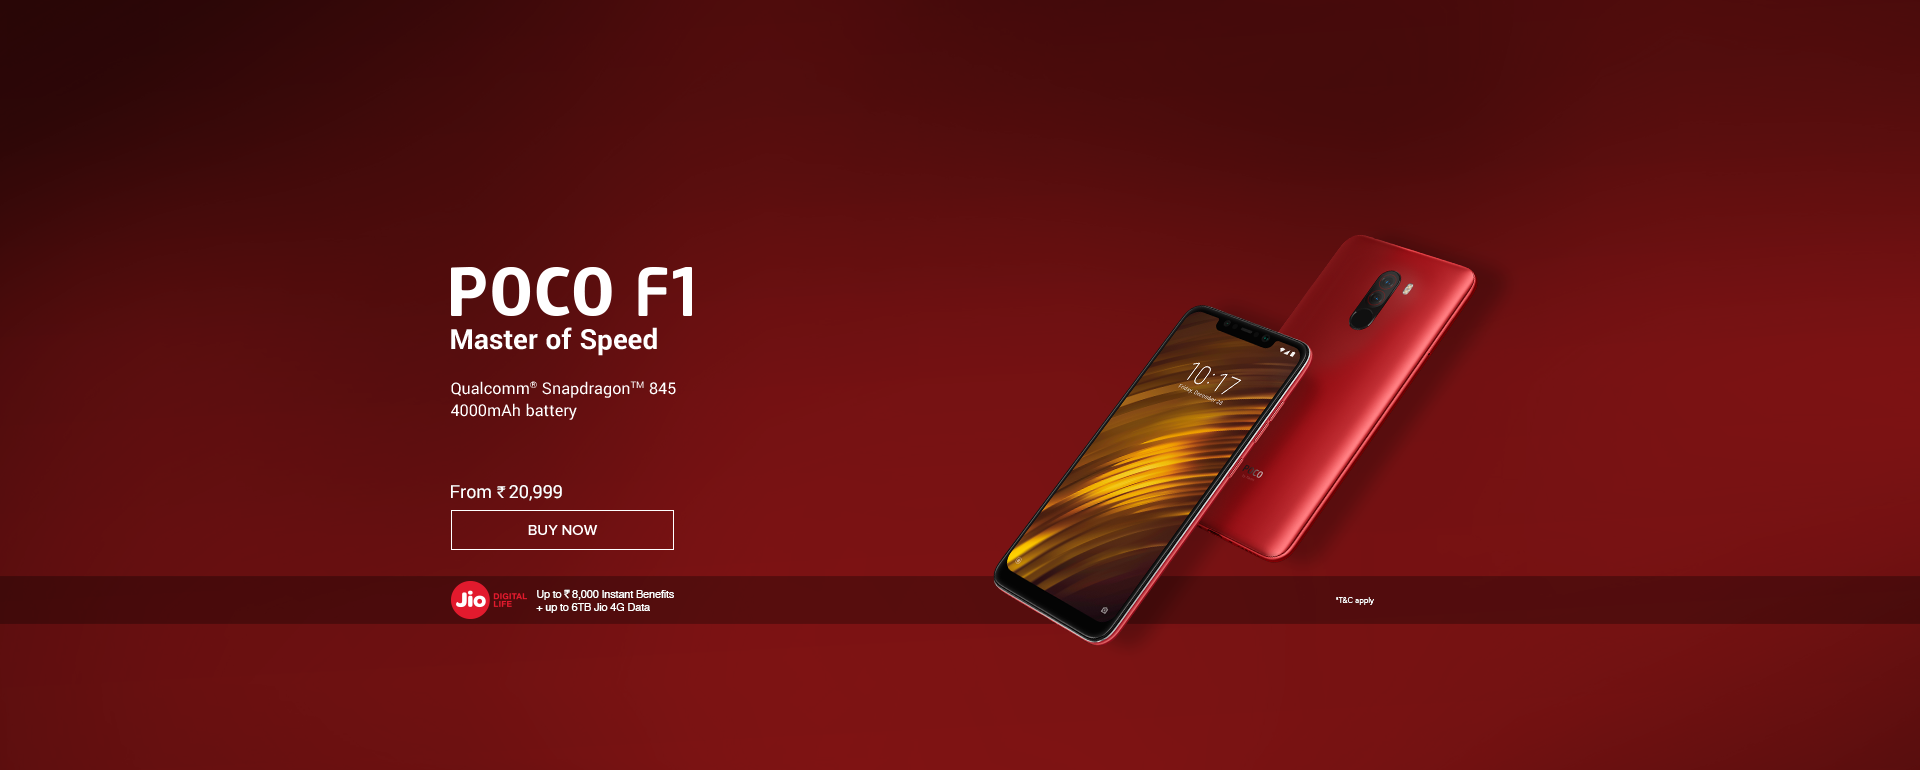 POCO F1
Master of Speed
Qualcomm® Snapdragon™ 845
4000mAh battery
From ₹ 20,999
BUY NOW
Jio
DIGITAL
LIFE
Up to ₹ 8,000 Instant Benefits
+ up to 6TB Jio 4G Data
10:17
Friday, December 28
POCO
*T&C apply